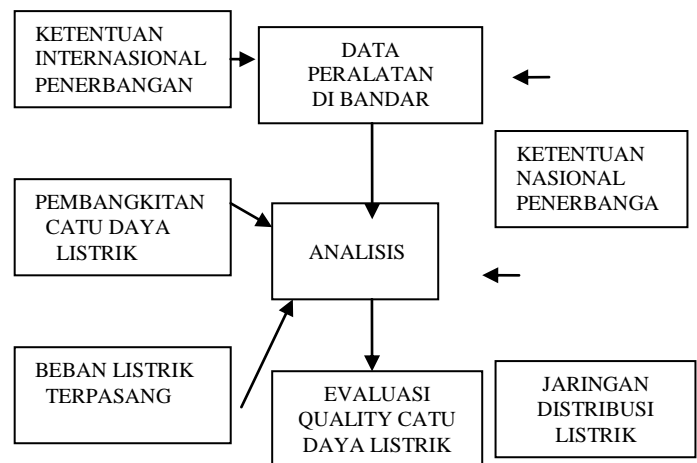 KETENTUAN
INTERNASIONAL
PENERBANGAN
DATA
PERALATAN
DI BANDAR
KETENTUAN
NASIONAL
PENERBANGA
PEMBANGKITAN
CATU DAYA
LISTRIK
ANALISIS
BEBAN LISTRIK
TERPASANG
EVALUASI
QUALITY CATU
DAYA LISTRIK
JARINGAN
DISTRIBUSI
LISTRIK